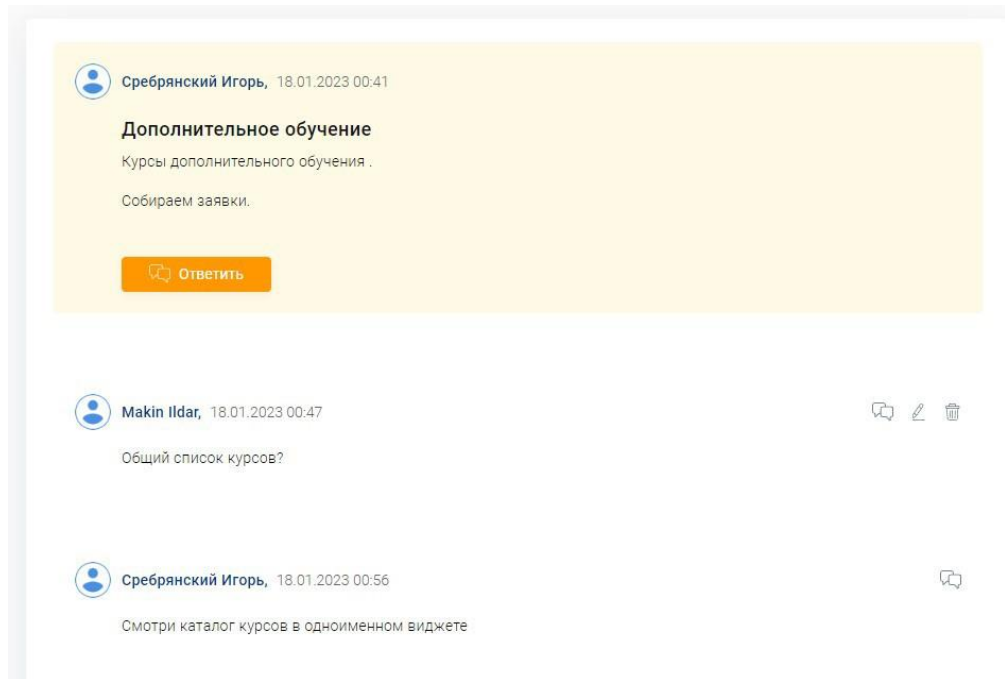 Сребрянский Игорь, 18.01.2023 00:41
Дополнительное обучение
Курсы дополнительного обучения .
Собираем заявки.
Ответить
Makin Ildar, 18.01.2023 00:47
Общий список курсов?
Сребрянский Игорь, 18.01.2023 00:56
Смотри каталог курсов в одноименном виджете